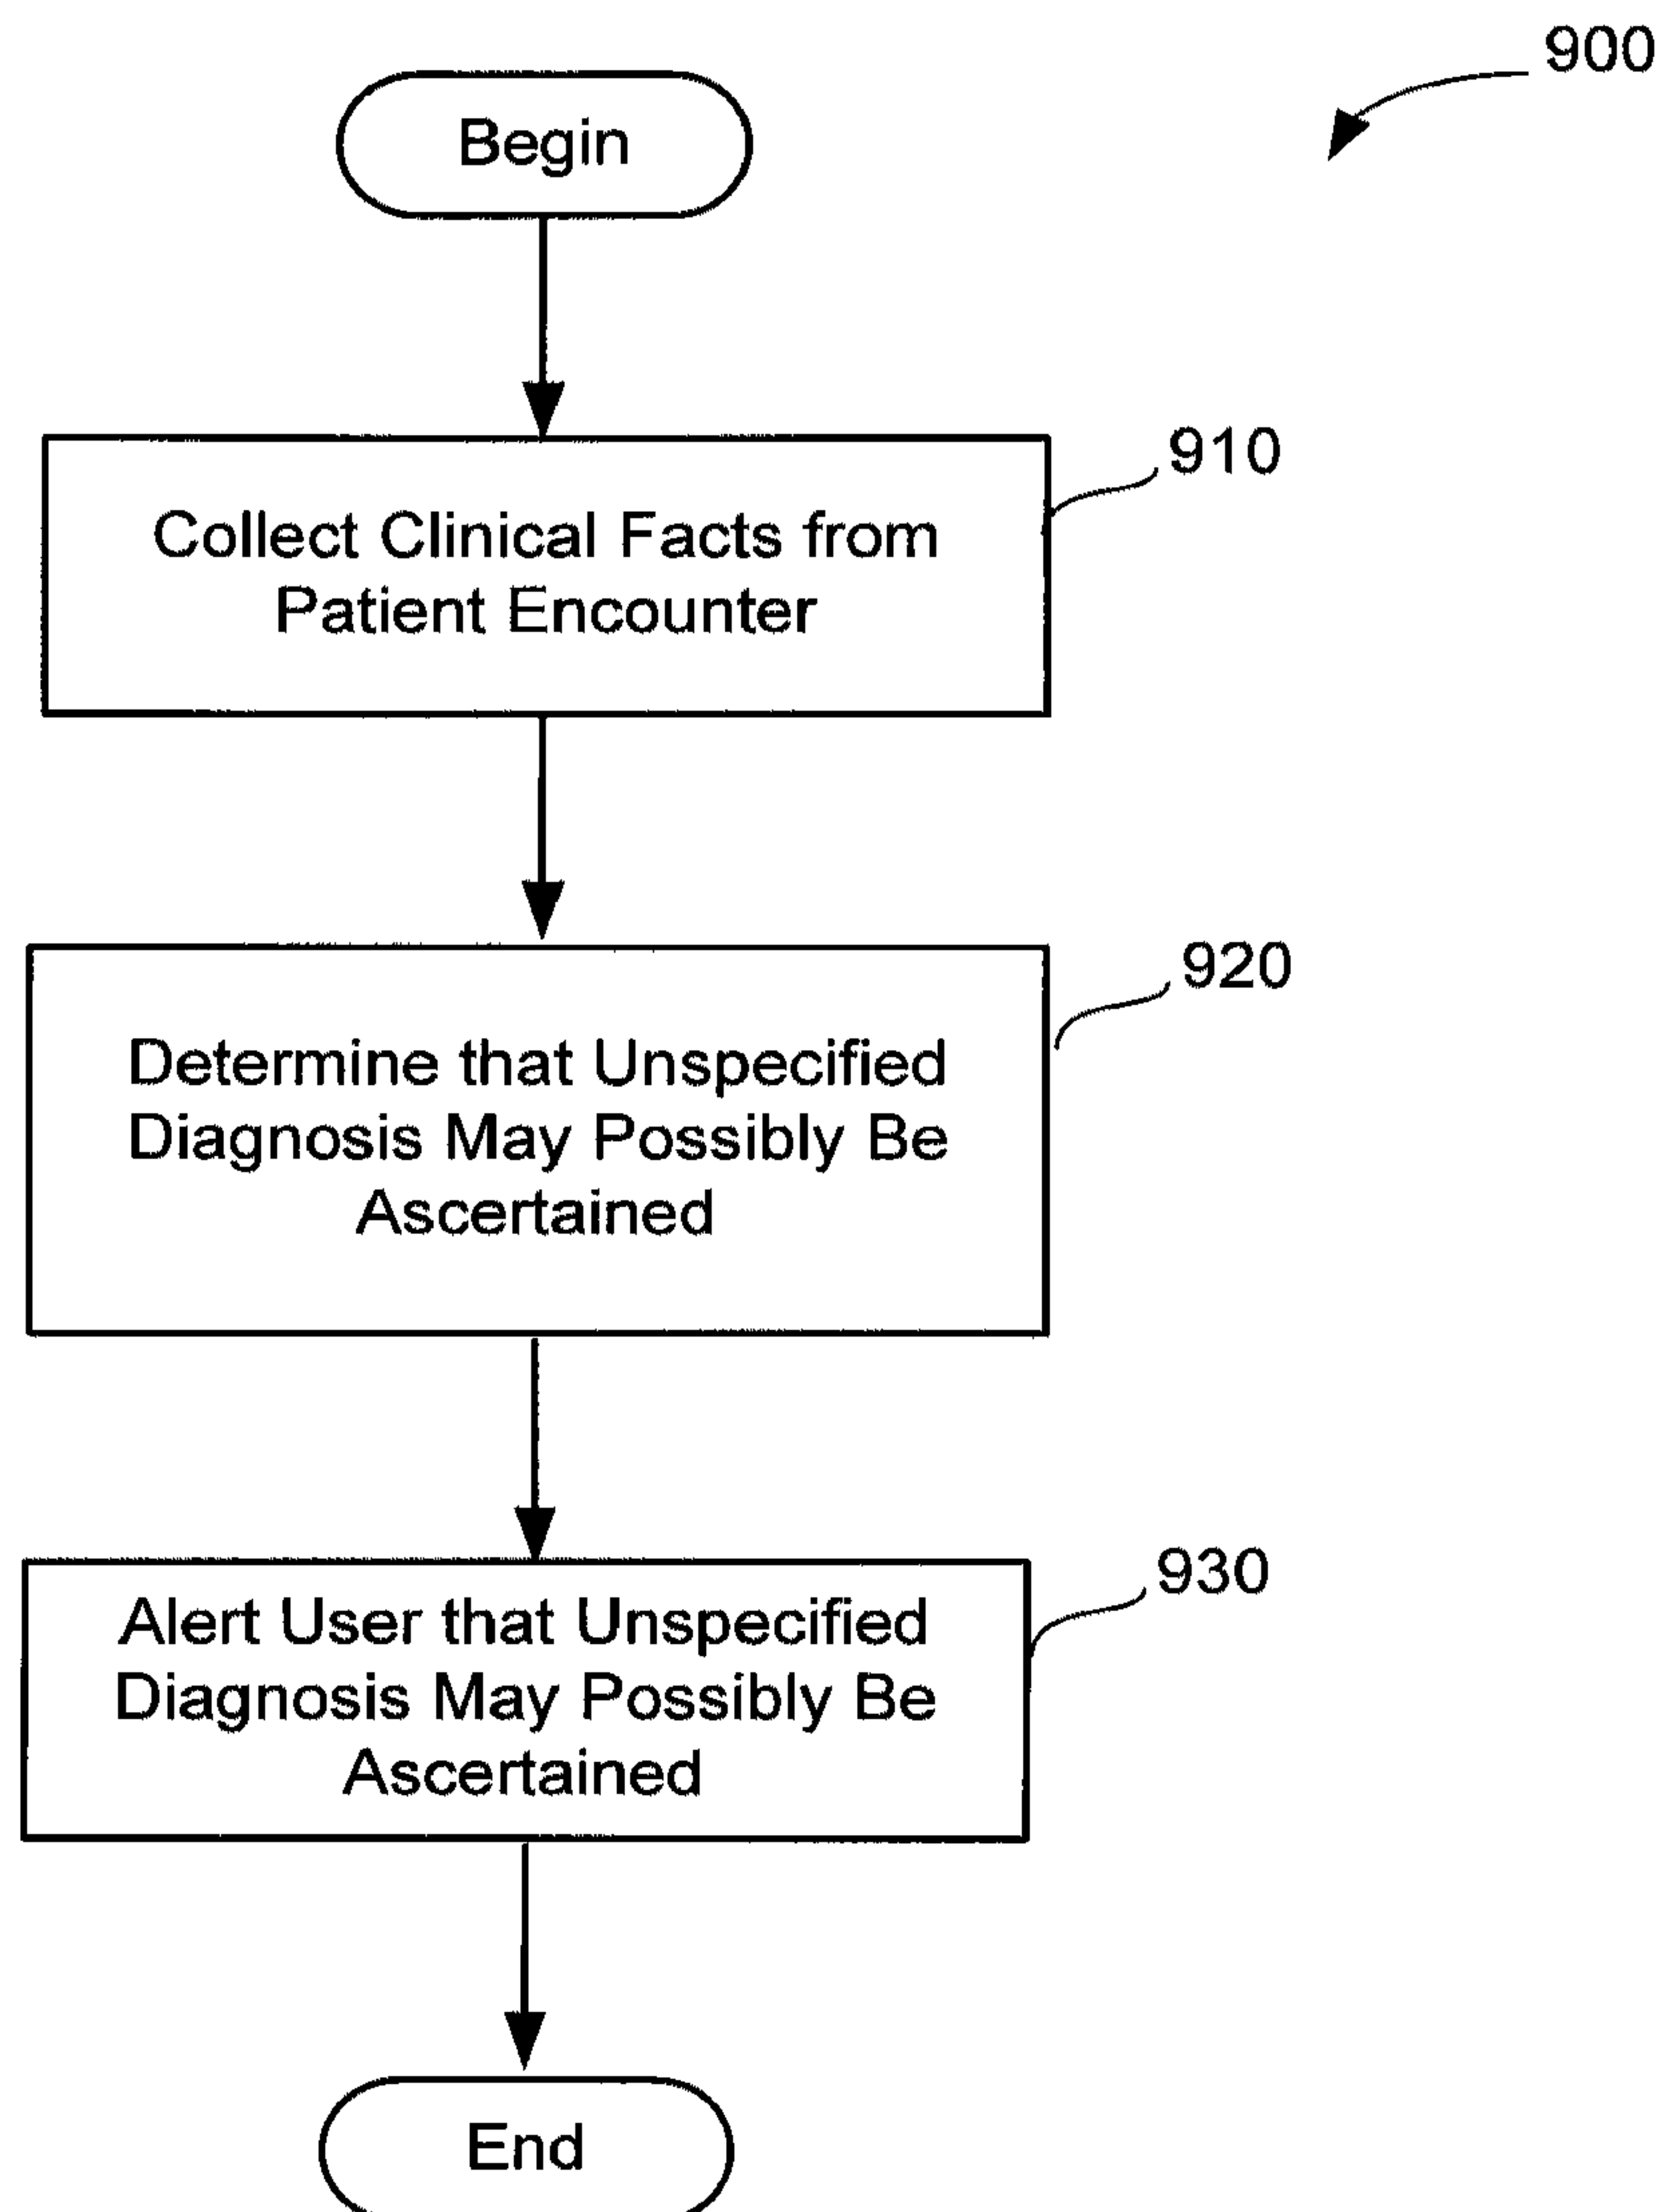 900
Begin
910
Collect Clinical Facts from
Patient Encounter
920
Determine that Unspecified
Diagnosis May Possibly Be
Ascertained
930
Alert User that Unspecified
Diagnosis May Possibly Be
Ascertained
End